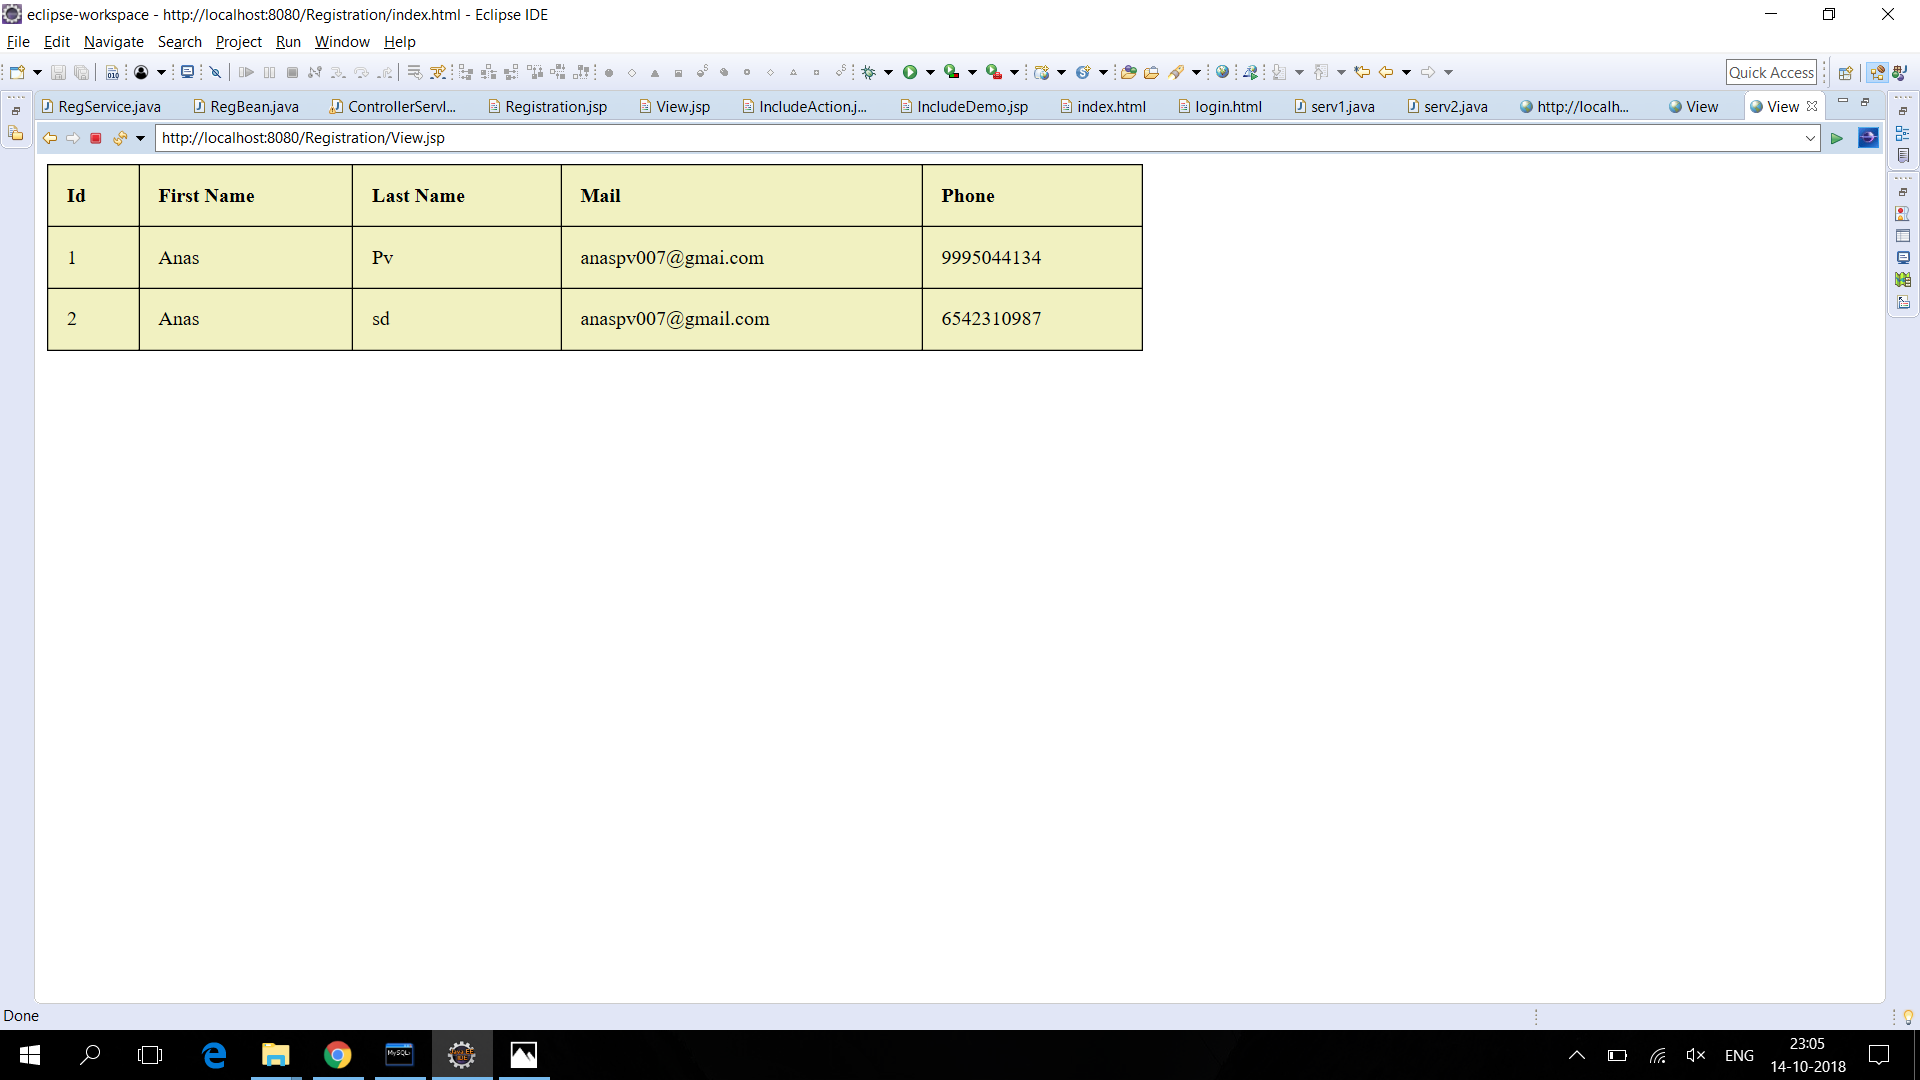 eclipse-workspace - http://localhost:8080/Registration/index.html - Eclipse IDE
File Edit Navigate Search Project Run Window Help
Quick Access
RegService.java RegBean.java ControllerServl... Registration.jsp View.jsp IncludeAction.j... IncludeDemo.jsp index.html login.html serv1.java serv2.java http://localh... View View
http://localhost:8080/Registration/View.jsp
Id First Name Last Name Mail Phone
1 Anas Pv anaspv007@gmai.com 9995044134
2 Anas sd anaspv007@gmail.com 6542310987
Done
MySQL
ENG
23:05
14-10-2018